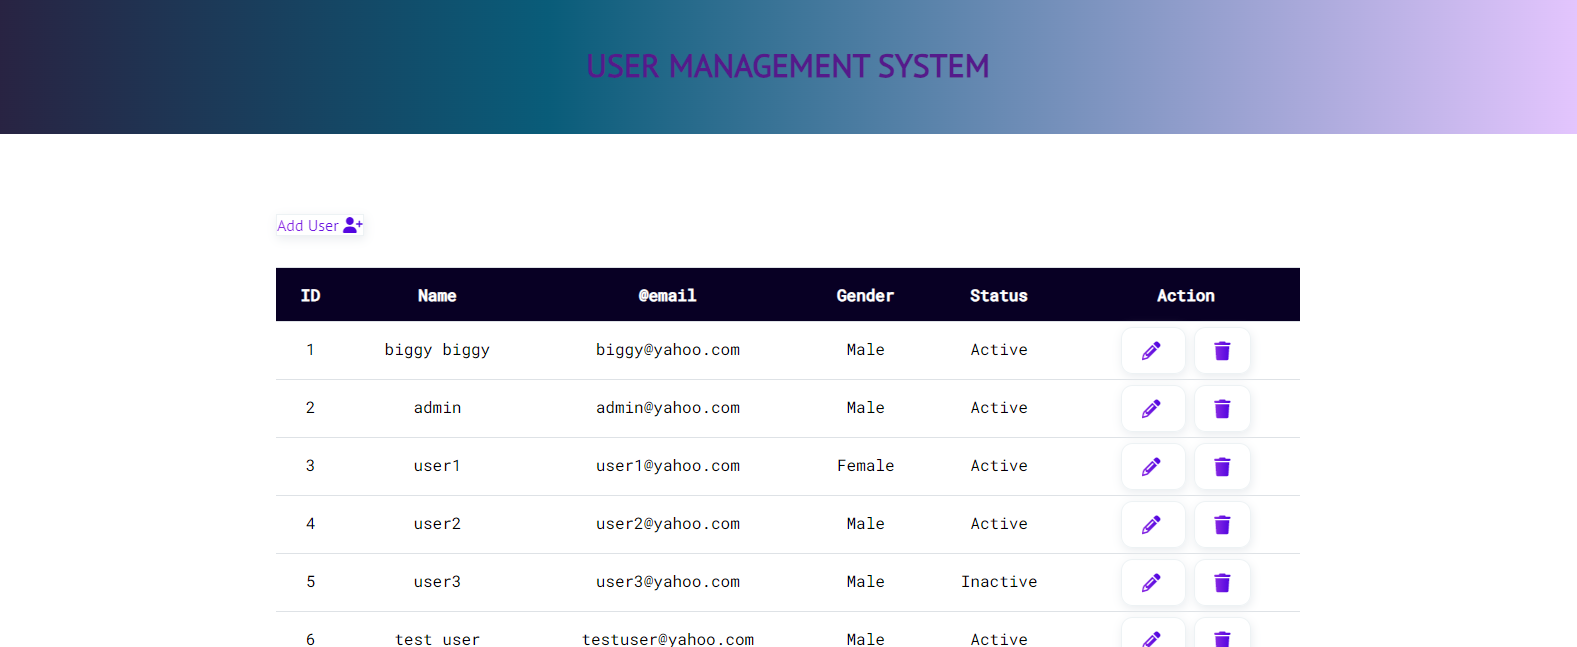 USER MANAGEMENT SYSTEM
Add User
ID Name @email Gender Status Action
1 biggy biggy biggy@yahoo.com Male Active
2 admin admin@yahoo.com Male Active
3 user1 user1@yahoo.com Female Active
4 user2 user2@yahoo.com Male Active
5 user3 user3@yahoo.com Male Inactive
6 test user testuser@yahoo.com Male Active